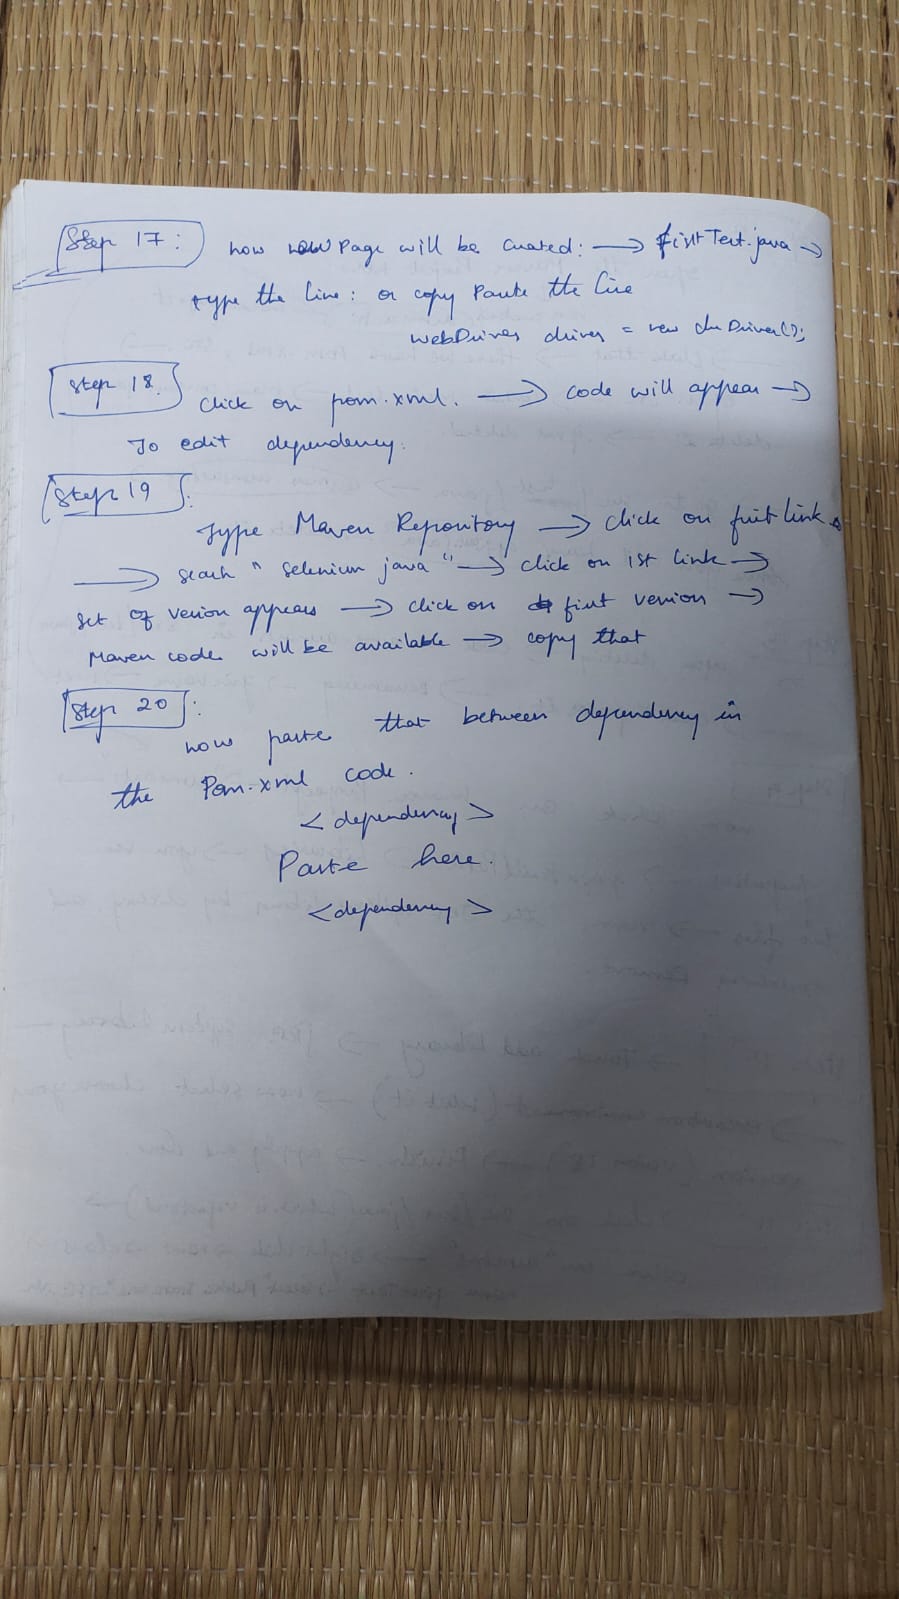 Step 17: now new page will be created: → firstTest.java →
type the line: or copy paste the line
WebDriver driver = new chDriver();
Step 18. click on pom.xml. → code will appear →
To edit dependency.
Step 19:
Type Maven Repository → click on first link
→ search "selenium java" → click on 1st link →
set of version appears → click on first version →
Maven code will be available → copy that
Step 20:
now paste that between dependency in
the Pom.xml code.
<dependency>
Paste here.
<dependency>